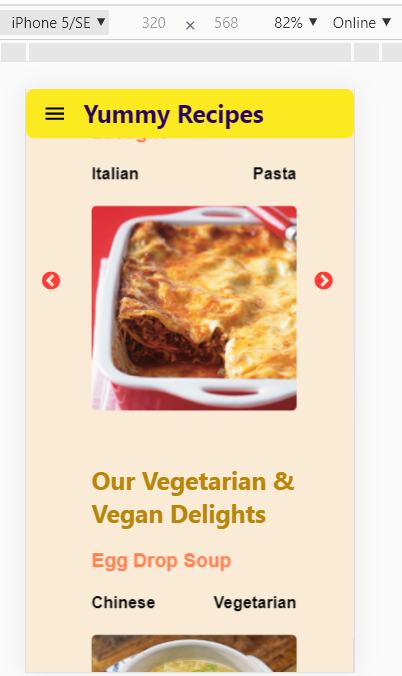 iPhone 5/SE ▼ 320 × 568 82% ▼ Online ▼
Yummy Recipes
Italian Pasta
Our Vegetarian &
Vegan Delights
Egg Drop Soup
Chinese Vegetarian